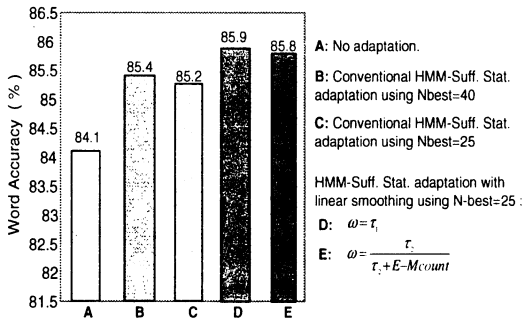 Word Accuracy ( % )
86.5
86
85.5
85
84.5
84
83.5
83
82.5
82
81.5
84.1
85.4
85.2
85.9
85.8
A
B
C
D
E
A: No adaptation.
B: Conventional HMM-Suff. Stat.
adaptation using Nbest=40
C: Conventional HMM-Suff. Stat.
adaptation using Nbest=25
HMM-Suff. Stat. adaptation with
linear smoothing using N-best=25 :
D: ω=τ₁
E: ω= τ₂ / τ₂+E−Mcount